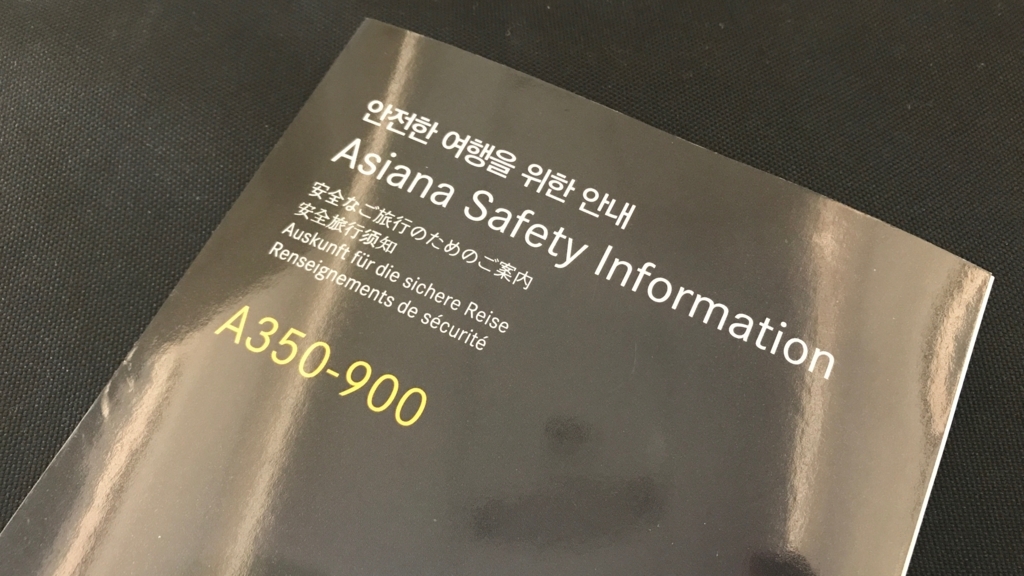 안전한 여행을 위한 안내
Asiana Safety Information
安全なご旅行のためのご案内
安全旅行须知
Auskunft für die sichere Reise
Renseignements de sécurité
A350-900